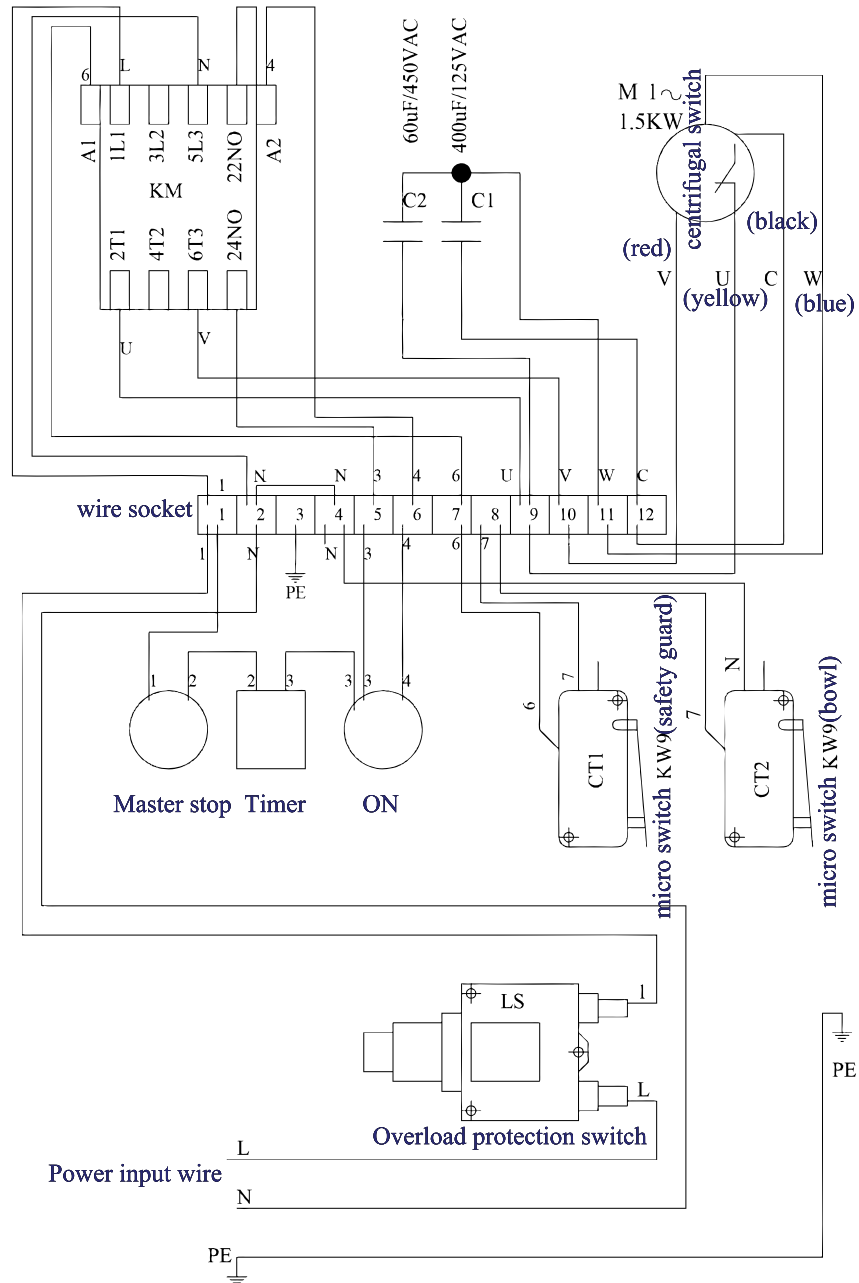 6
L
N
4
A1
1L1
3L2
5L3
22NO
A2
KM
2T1
4T2
6T3
24NO
U
V
60uF/450VAC
400uF/125VAC
C2
C1
M 1~
1.5KW
centrifugal switch
(red)
(black)
V
U
C
W
(yellow)
(blue)
1
N
N
3
4
6
U
V
W
C
wire socket
1
2
3
4
5
6
7
8
9
10
11
12
1
N
PE
N
3
4
6
7
1
2
2
3
3
3
4
Master stop
Timer
ON
6
7
CT1
micro switch KW9(safety guard)
7
N
CT2
micro switch KW9(bowl)
LS
1
L
Overload protection switch
L
Power input wire
N
PE
PE